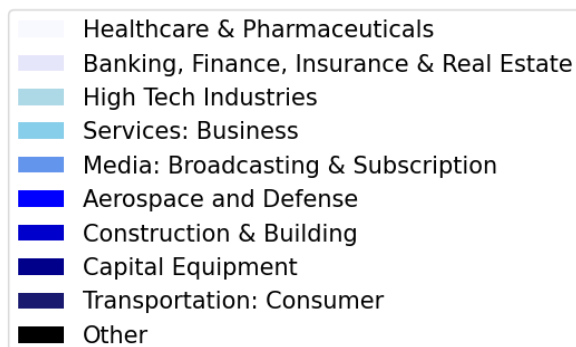 Healthcare & Pharmaceuticals
Banking, Finance, Insurance & Real Estate
High Tech Industries
Services: Business
Media: Broadcasting & Subscription
Aerospace and Defense
Construction & Building
Capital Equipment
Transportation: Consumer
Other